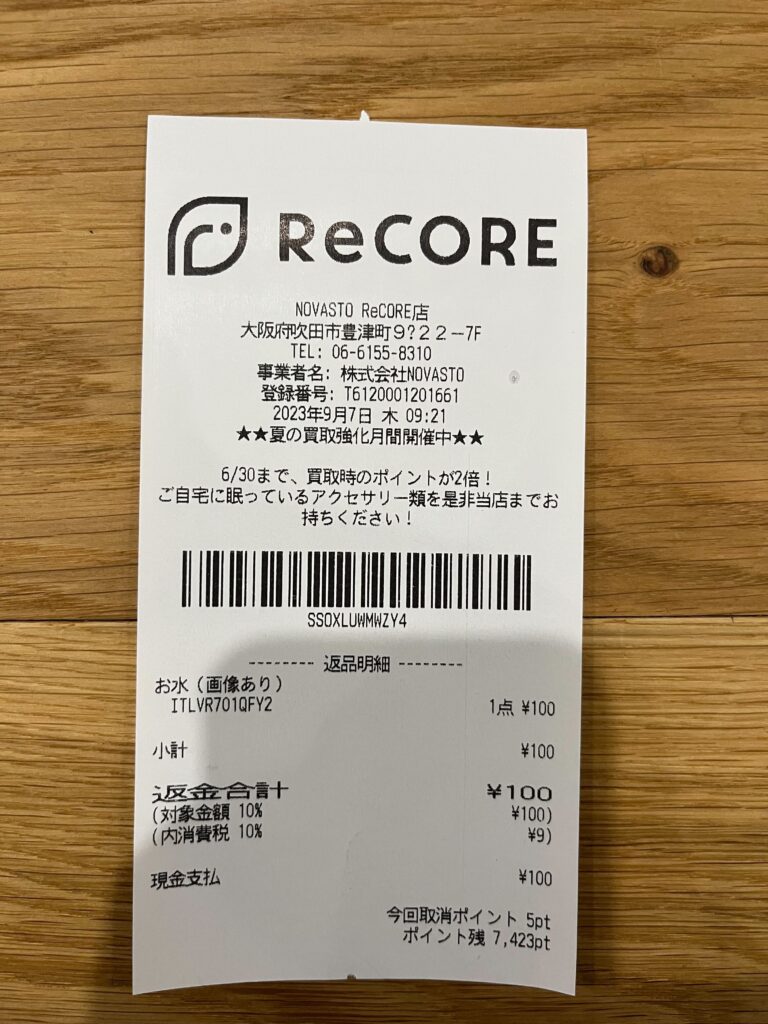 ReCORE
NOVASTO ReCORE店
大阪府吹田市豊津町9?22−7F
TEL: 06-6155-8310
事業者名: 株式会社NOVASTO
登録番号: T6120001201661
2023年9月7日 木 09:21
★★夏の買取強化月間開催中★★
6/30まで、買取時のポイントが2倍！
ご自宅に眠っているアクセサリー類を是非当店までお
持ちください！
SSOXLUWMWZY4
-------- 返品明細 --------
お水（画像あり）
ITLVR701QFY2 1点 ¥100
小計 ¥100
返金合計 ¥100
(対象金額 10% ¥100)
(内消費税 10% ¥9)
現金支払 ¥100
今回取消ポイント 5pt
ポイント残 7,423pt